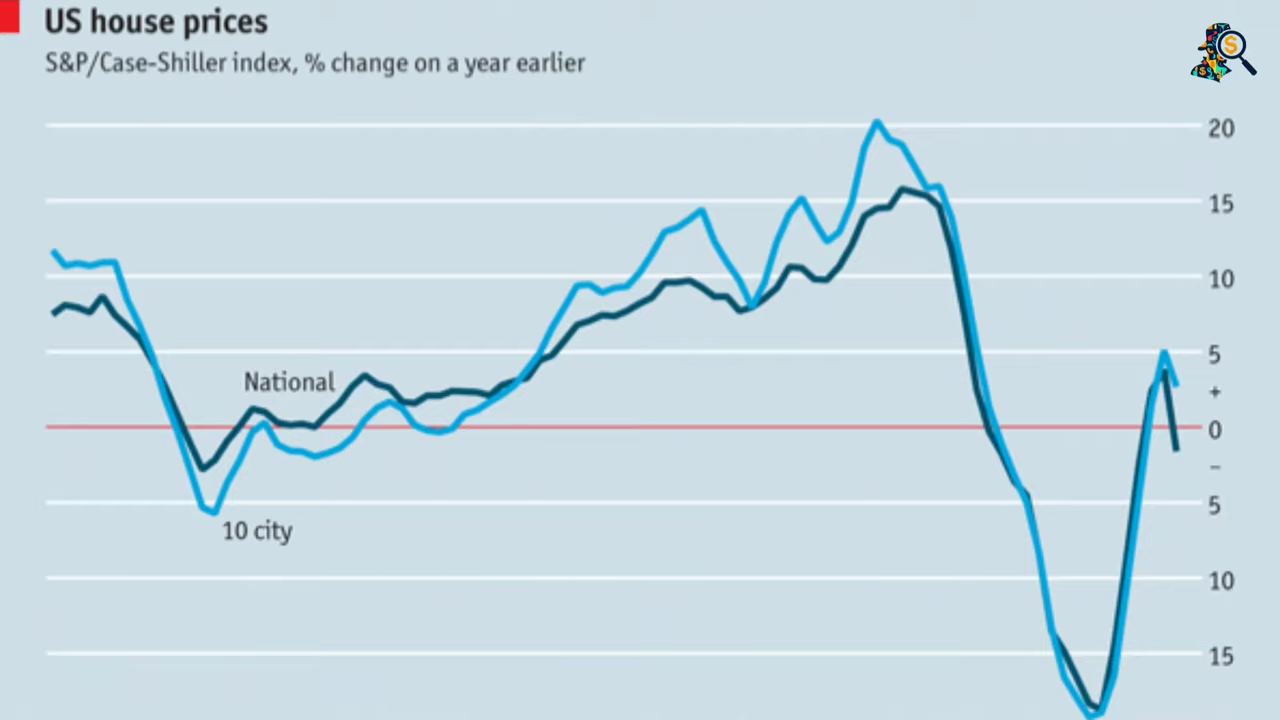 US house prices
S&P/Case-Shiller index, % change on a year earlier
20
15
10
5
+
0
–
5
10
15
National
10 city
$